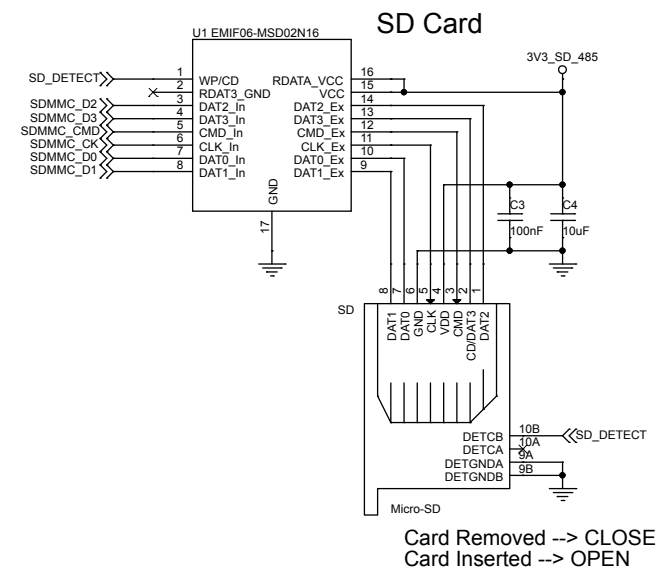 SD Card
U1 EMIF06-MSD02N16
3V3_SD_485
SD_DETECT 1 WP/CD RDATA_VCC 16
2 RDAT3_GND VCC 15
SDMMC_D2 3 DAT2_In DAT2_Ex 14
SDMMC_D3 4 DAT3_In DAT3_Ex 13
SDMMC_CMD 5 CMD_In CMD_Ex 12
SDMMC_CK 6 CLK_In CLK_Ex 11
SDMMC_D0 7 DAT0_In DAT0_Ex 10
SDMMC_D1 8 DAT1_In DAT1_Ex 9
GND
17
C3
100nF
C4
10uF
8 7 6 5 4 3 2 1
SD
DAT1 DAT0 GND CLK VDD CMD CD/DAT3 DAT2
DETCB 10B SD_DETECT
DETCA 10A
DETGNDA 9A
DETGNDB 9B
Micro-SD
Card Removed --> CLOSE
Card Inserted --> OPEN